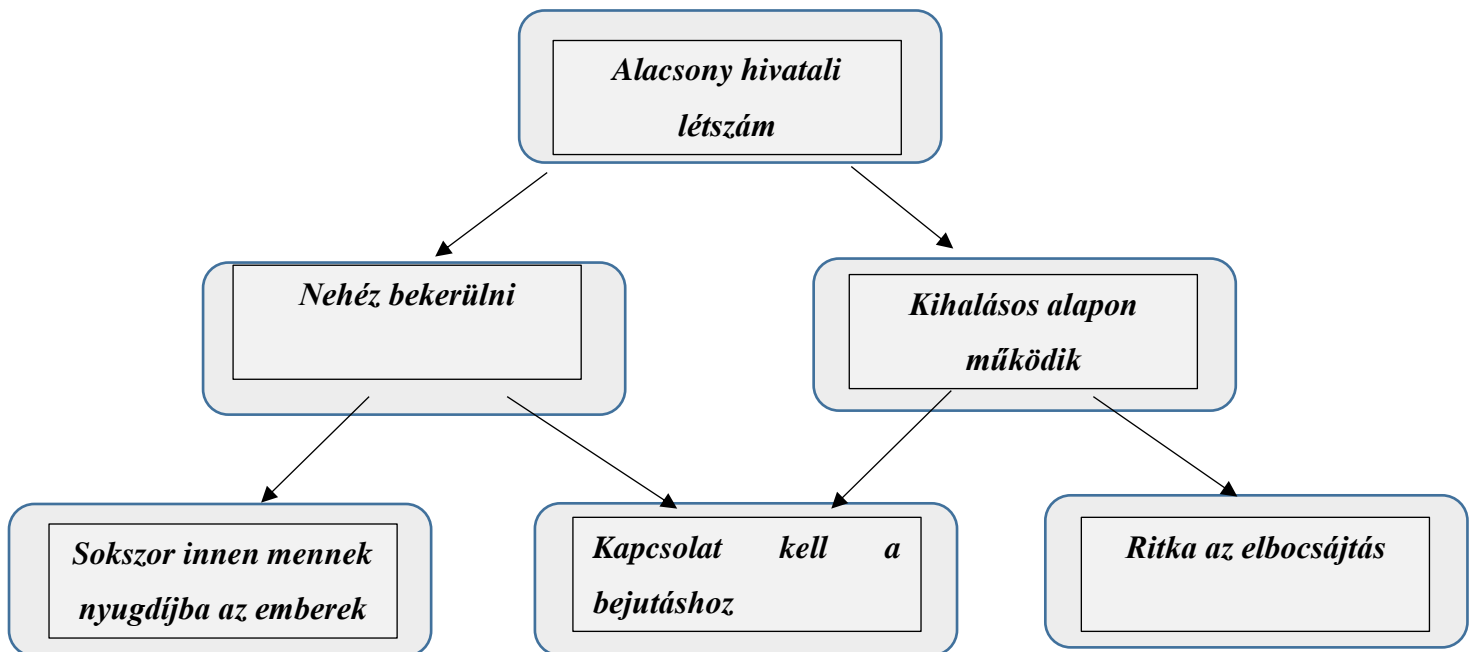 Alacsony hivatali
létszám
Nehéz bekerülni
Kihalásos alapon
működik
Sokszor innen mennek
nyugdíjba az emberek
Kapcsolat kell a
bejutáshoz
Ritka az elbocsájtás